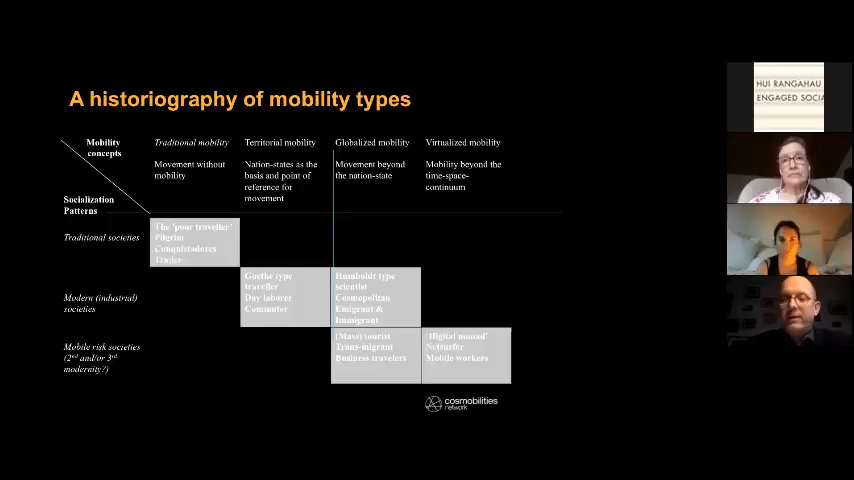 A historiography of mobility types
Mobility
concepts
Traditional mobility
Movement without
mobility
Territorial mobility
Nation-states as the
basis and point of
reference for
movement
Globalized mobility
Movement beyond
the nation-state
Virtualized mobility
Mobility beyond the
time-space-
continuum
Socialization
Patterns
Traditional societies
The 'poor traveller'
Pilgrim
Conquistadores
Trader
Modern (industrial)
societies
Goethe type
traveller
Day laborer
Commuter
Humboldt type
scientist
Cosmopolitan
Emigrant &
Immigrant
Mobile risk societies
(2nd and/or 3rd
modernity?)
(Mass) tourist
Trans-migrant
Business travelers
'Digital nomad'
Netsurfer
Mobile workers
cosmobilities
network
HUI RANGAHAU
ENGAGED SOCIA